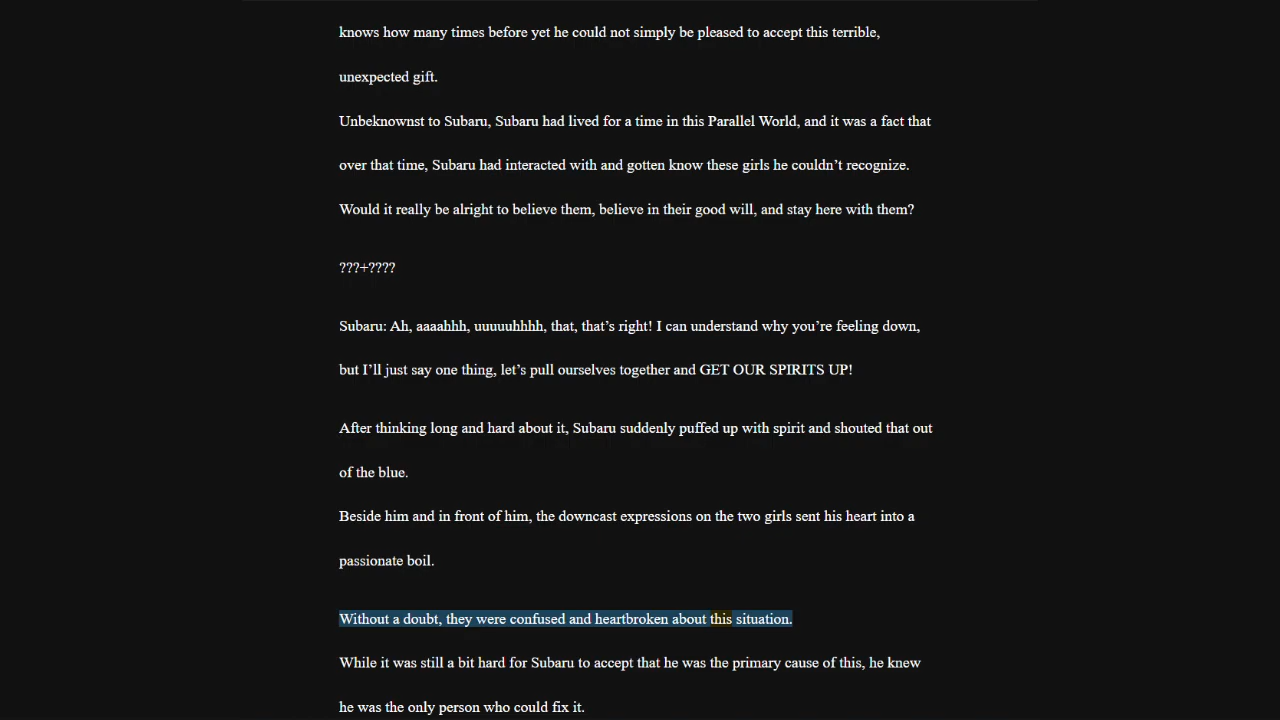 knows how many times before yet he could not simply be pleased to accept this terrible,
unexpected gift.
Unbeknownst to Subaru, Subaru had lived for a time in this Parallel World, and it was a fact that
over that time, Subaru had interacted with and gotten know these girls he couldn’t recognize.
Would it really be alright to believe them, believe in their good will, and stay here with them?
???+????
Subaru: Ah, aaaahhh, uuuuuhhhh, that, that’s right! I can understand why you’re feeling down,
but I’ll just say one thing, let’s pull ourselves together and GET OUR SPIRITS UP!
After thinking long and hard about it, Subaru suddenly puffed up with spirit and shouted that out
of the blue.
Beside him and in front of him, the downcast expressions on the two girls sent his heart into a
passionate boil.
Without a doubt, they were confused and heartbroken about this situation.
While it was still a bit hard for Subaru to accept that he was the primary cause of this, he knew
he was the only person who could fix it.